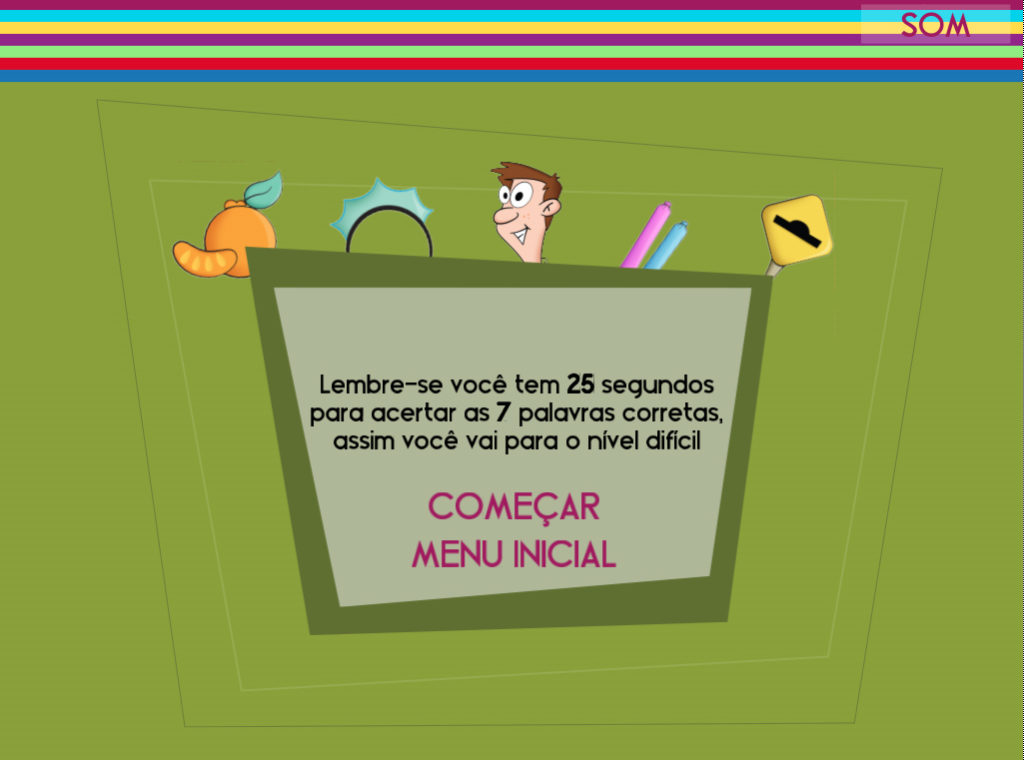 SOM
Lembre-se você tem 25 segundos
para acertar as 7 palavras corretas,
assim você vai para o nível difícil
COMEÇAR
MENU INICIAL